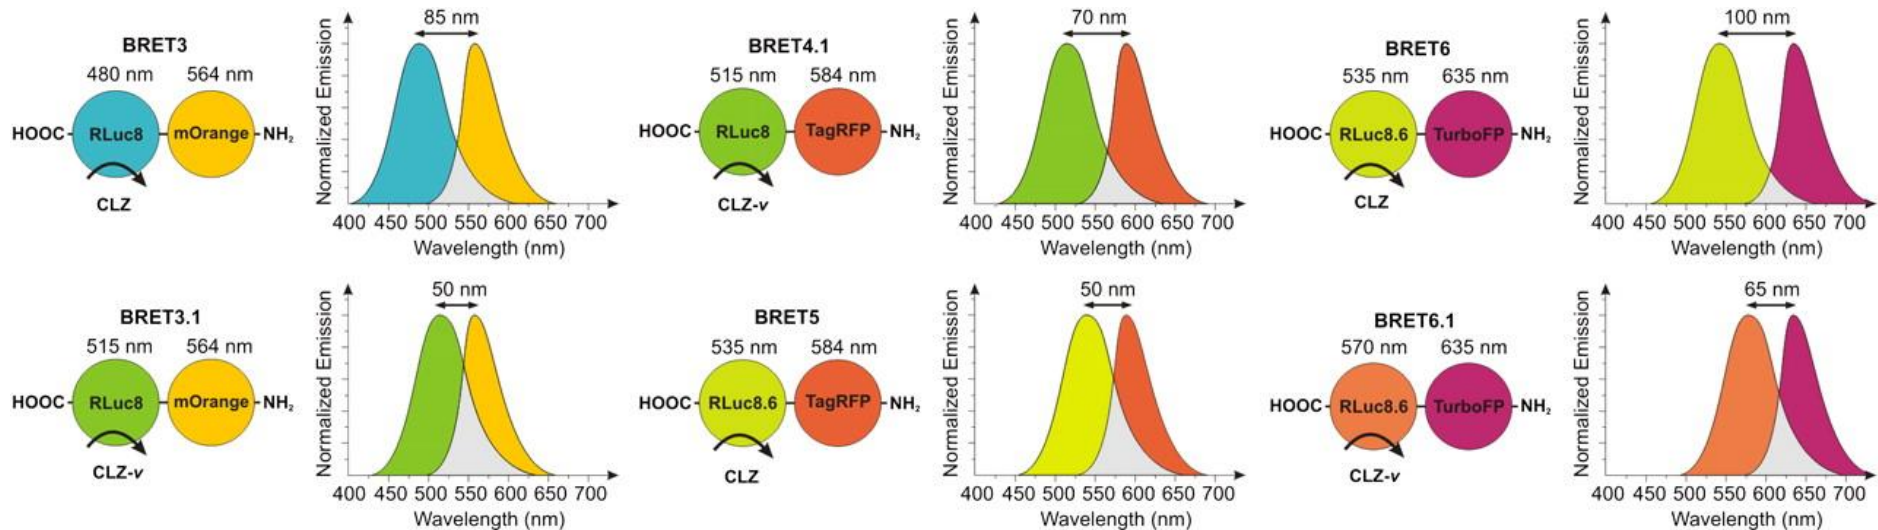 BRET3
480 nm 564 nm
HOOC RLuc8 mOrange NH₂
CLZ
85 nm
Normalized Emission
400 450 500 550 600 650 700
Wavelength (nm)
BRET4.1
515 nm 584 nm
HOOC RLuc8 TagRFP NH₂
CLZ-v
70 nm
Normalized Emission
400 450 500 550 600 650 700
Wavelength (nm)
BRET6
535 nm 635 nm
HOOC RLuc8.6 TurboFP NH₂
CLZ
100 nm
Normalized Emission
400 450 500 550 600 650 700
Wavelength (nm)
BRET3.1
515 nm 564 nm
HOOC RLuc8 mOrange NH₂
CLZ-v
50 nm
Normalized Emission
400 450 500 550 600 650 700
Wavelength (nm)
BRET5
535 nm 584 nm
HOOC RLuc8.6 TagRFP NH₂
CLZ
50 nm
Normalized Emission
400 450 500 550 600 650 700
Wavelength (nm)
BRET6.1
570 nm 635 nm
HOOC RLuc8.6 TurboFP NH₂
CLZ-v
65 nm
Normalized Emission
400 450 500 550 600 650 700
Wavelength (nm)